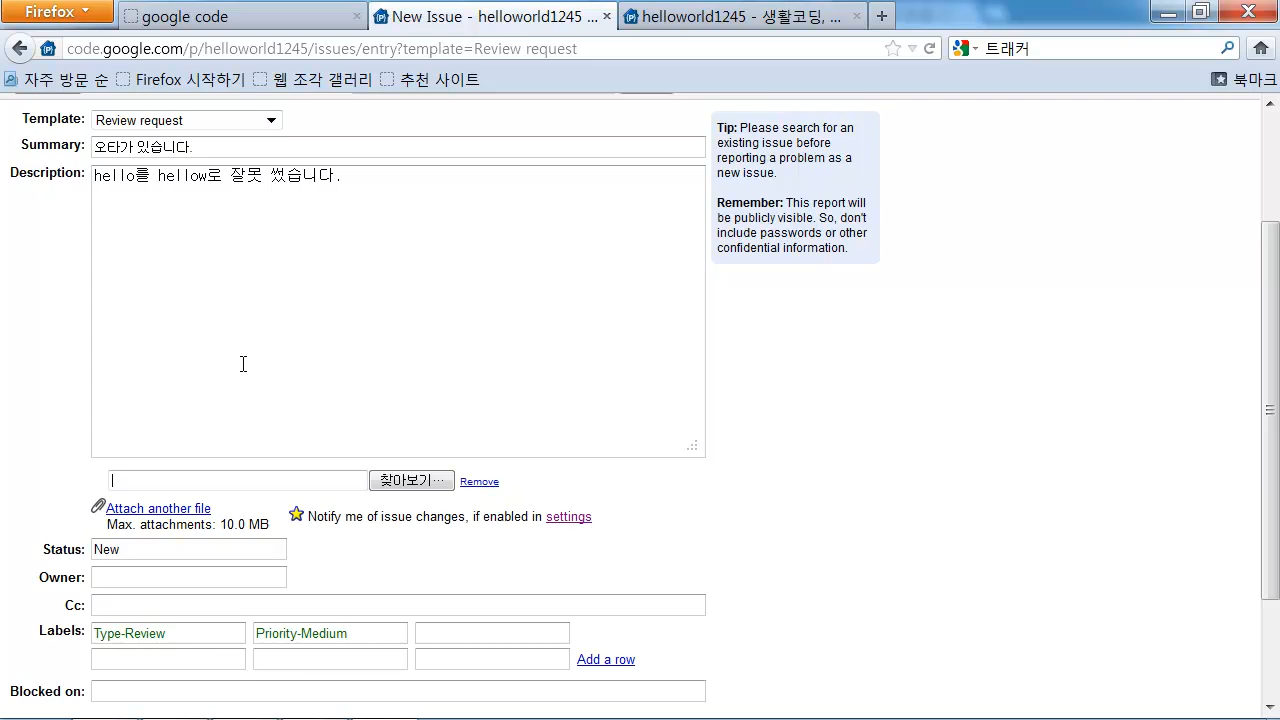 Firefox
google code
New Issue - helloworld1245 ...
helloworld1245 - 생활코딩, ...
code.google.com/p/helloworld1245/issues/entry?template=Review request
트래커
자주 방문 순
Firefox 시작하기
웹 조각 갤러리
추천 사이트
북마크
Template: Review request
Summary: 오타가 있습니다.
Description: hello를 hellow로 잘못 썼습니다.
Tip: Please search for an
existing issue before
reporting a problem as a
new issue.
Remember: This report will
be publicly visible. So, don't
include passwords or other
confidential information.
찾아보기... Remove
Attach another file
Max. attachments: 10.0 MB
Notify me of issue changes, if enabled in settings
Status: New
Owner:
Cc:
Labels: Type-Review Priority-Medium
Add a row
Blocked on: